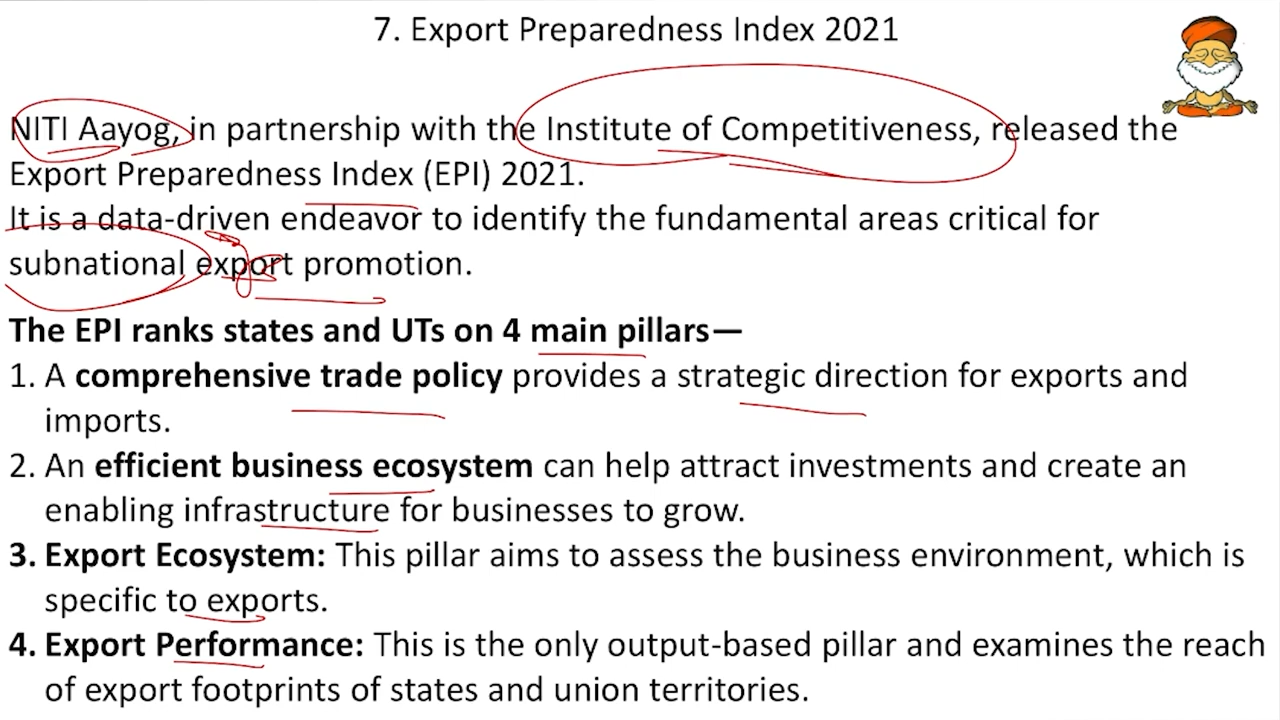 7. Export Preparedness Index 2021
NITI Aayog, in partnership with the Institute of Competitiveness, released the
Export Preparedness Index (EPI) 2021.
It is a data-driven endeavor to identify the fundamental areas critical for
subnational export promotion.
The EPI ranks states and UTs on 4 main pillars—
1. A comprehensive trade policy provides a strategic direction for exports and
imports.
2. An efficient business ecosystem can help attract investments and create an
enabling infrastructure for businesses to grow.
3. Export Ecosystem: This pillar aims to assess the business environment, which is
specific to exports.
4. Export Performance: This is the only output-based pillar and examines the reach
of export footprints of states and union territories.